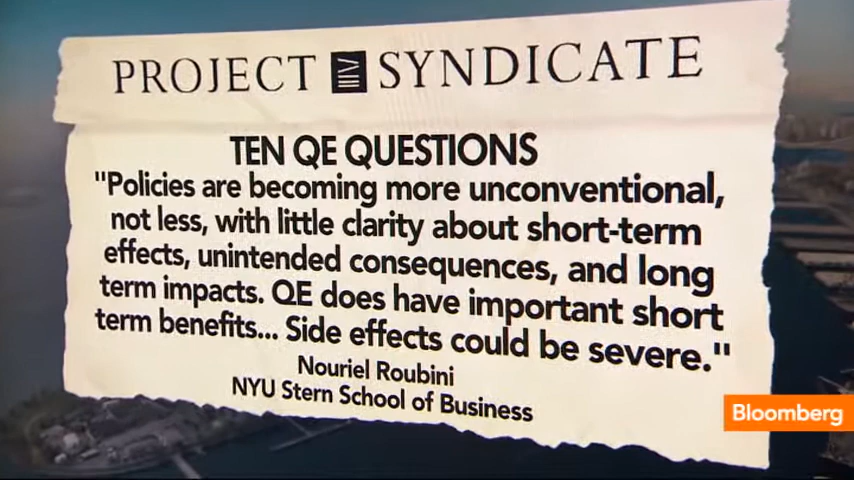 PROJECT SYNDICATE
TEN QE QUESTIONS
"Policies are becoming more unconventional,
not less, with little clarity about short-term
effects, unintended consequences, and long
term impacts. QE does have important short
term benefits... Side effects could be severe."
Nouriel Roubini
NYU Stern School of Business
Bloomberg